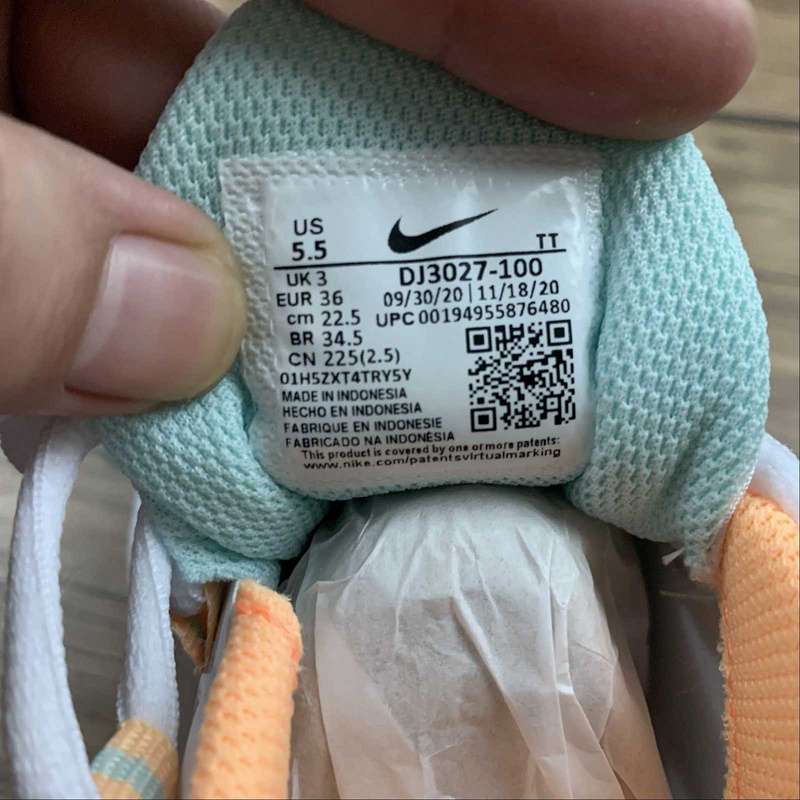 US
5.5
TT
UK 3
DJ3027-100
EUR 36
09/30/20 | 11/18/20
cm 22.5
UPC 00194955876480
BR 34.5
CN 225(2.5)
01H5ZXT4TRY5Y
MADE IN INDONESIA
HECHO EN INDONESIA
FABRIQUE EN INDONESIE
FABRICADO NA INDONÉSIA
This product is covered by one or more patents:
www.nike.com/patentsvirtualmarking